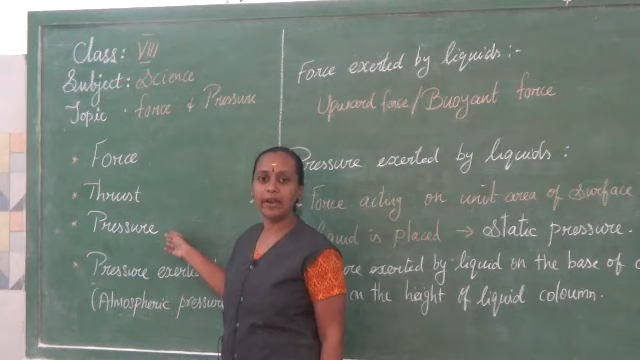 Class: VIII
Subject: Science
Topic: Force & Pressure
* Force
* Thrust
* Pressure
* Pressure exerted
(Atmospheric pressure
Force exerted by liquids:-
Upward force/Buoyant force
Pressure exerted by liquids:
Force acting on unit area of surface
liquid is placed → Static pressure.
exerted by liquid on the base of
on the height of liquid coloumn.